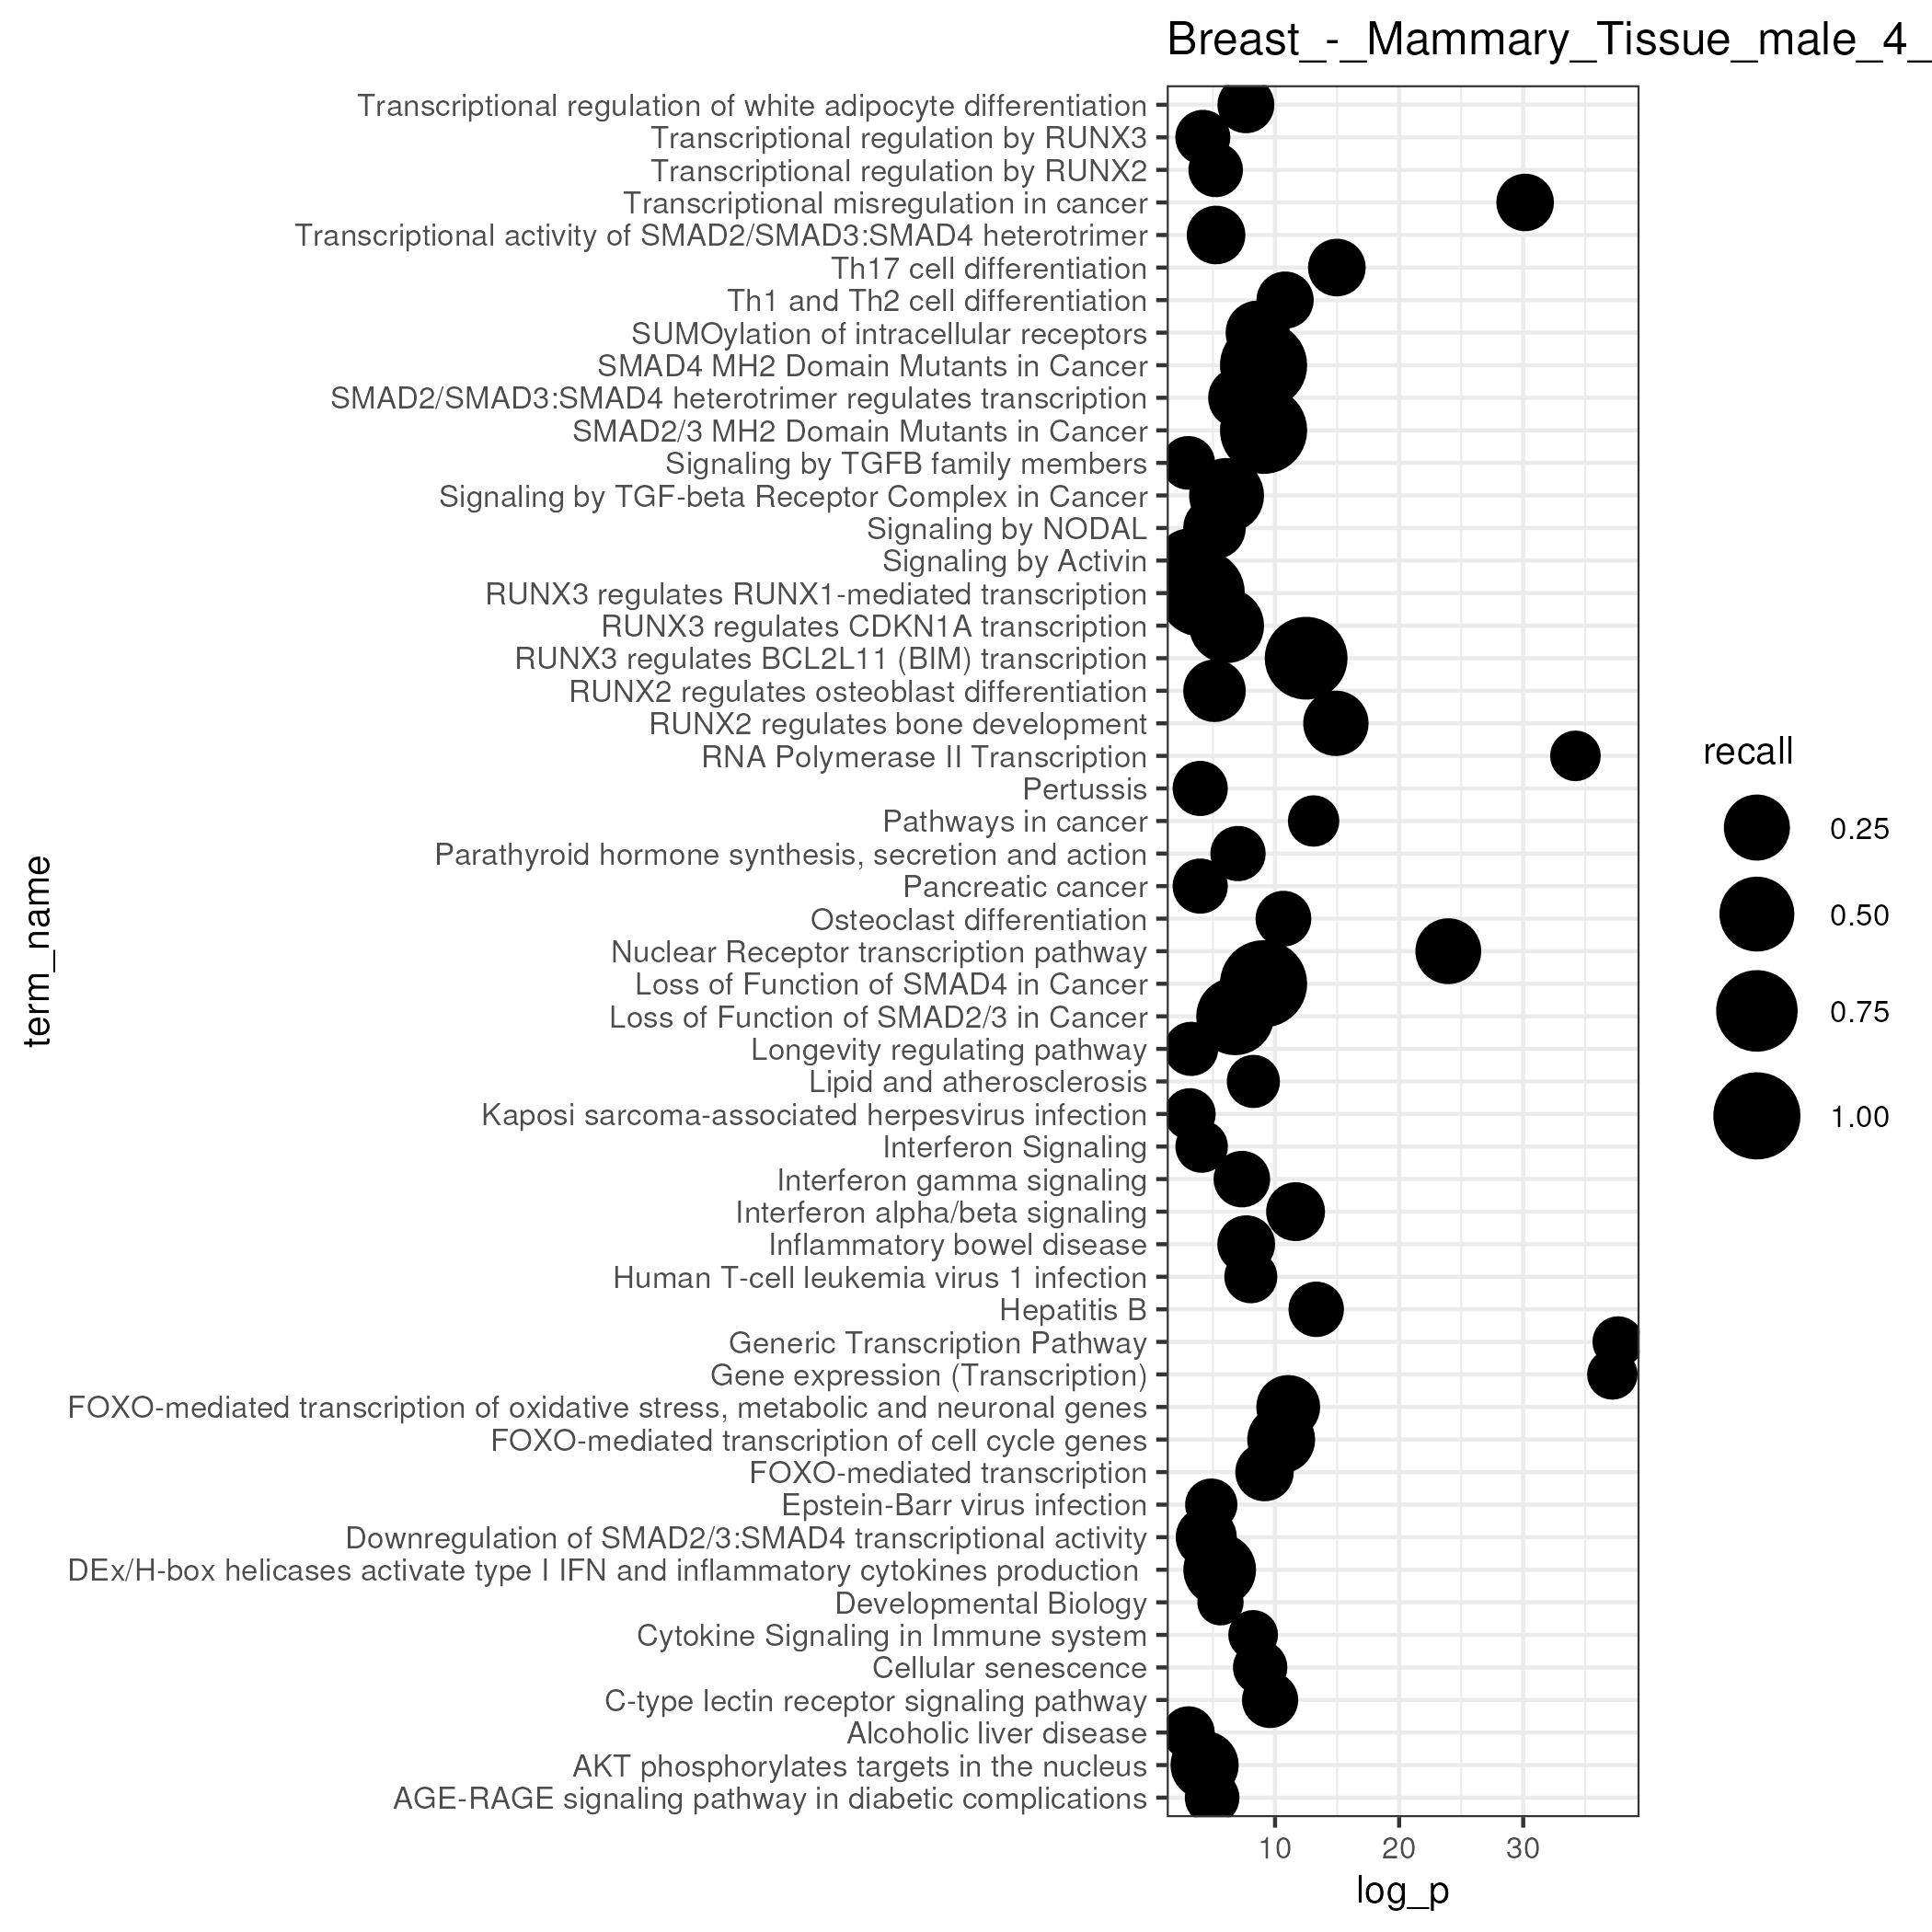 Breast_-_Mammary_Tissue_male_4_
Transcriptional regulation of white adipocyte differentiation
Transcriptional regulation by RUNX3
Transcriptional regulation by RUNX2
Transcriptional misregulation in cancer
Transcriptional activity of SMAD2/SMAD3:SMAD4 heterotrimer
Th17 cell differentiation
Th1 and Th2 cell differentiation
SUMOylation of intracellular receptors
SMAD4 MH2 Domain Mutants in Cancer
SMAD2/SMAD3:SMAD4 heterotrimer regulates transcription
SMAD2/3 MH2 Domain Mutants in Cancer
Signaling by TGFB family members
Signaling by TGF-beta Receptor Complex in Cancer
Signaling by NODAL
Signaling by Activin
RUNX3 regulates RUNX1-mediated transcription
RUNX3 regulates CDKN1A transcription
RUNX3 regulates BCL2L11 (BIM) transcription
RUNX2 regulates osteoblast differentiation
RUNX2 regulates bone development
RNA Polymerase II Transcription
Pertussis
Pathways in cancer
Parathyroid hormone synthesis, secretion and action
Pancreatic cancer
Osteoclast differentiation
Nuclear Receptor transcription pathway
Loss of Function of SMAD4 in Cancer
Loss of Function of SMAD2/3 in Cancer
Longevity regulating pathway
Lipid and atherosclerosis
Kaposi sarcoma-associated herpesvirus infection
Interferon Signaling
Interferon gamma signaling
Interferon alpha/beta signaling
Inflammatory bowel disease
Human T-cell leukemia virus 1 infection
Hepatitis B
Generic Transcription Pathway
Gene expression (Transcription)
FOXO-mediated transcription of oxidative stress, metabolic and neuronal genes
FOXO-mediated transcription of cell cycle genes
FOXO-mediated transcription
Epstein-Barr virus infection
Downregulation of SMAD2/3:SMAD4 transcriptional activity
DEx/H-box helicases activate type I IFN and inflammatory cytokines production
Developmental Biology
Cytokine Signaling in Immune system
Cellular senescence
C-type lectin receptor signaling pathway
Alcoholic liver disease
AKT phosphorylates targets in the nucleus
AGE-RAGE signaling pathway in diabetic complications
term_name
10 20 30
log_p
recall
0.25
0.50
0.75
1.00